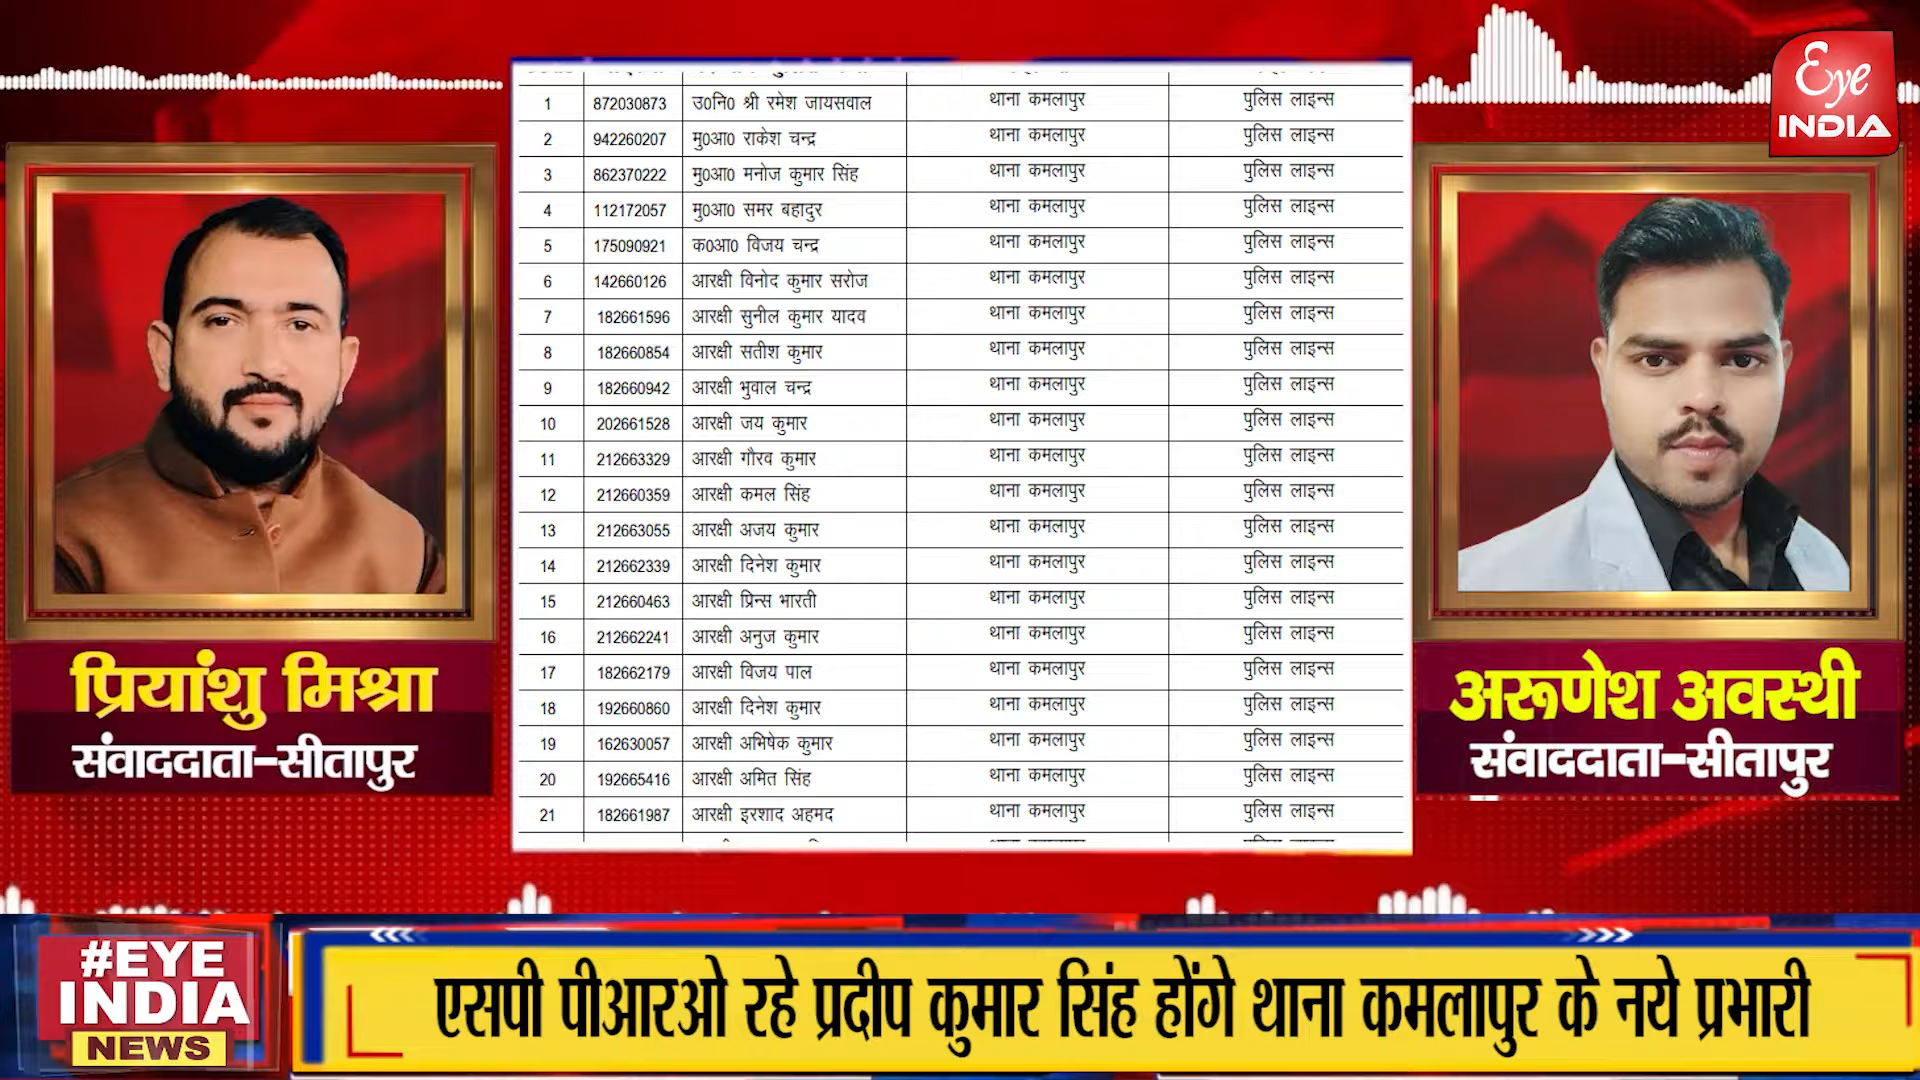 Eye
INDIA
1 872030873 उ0नि0 श्री रमेश जायसवाल थाना कमलापुर पुलिस लाइन्स
2 942260207 मु0आ0 राकेश चन्द्र थाना कमलापुर पुलिस लाइन्स
3 862370222 मु0आ0 मनोज कुमार सिंह थाना कमलापुर पुलिस लाइन्स
4 112172057 मु0आ0 समर बहादुर थाना कमलापुर पुलिस लाइन्स
5 175090921 क0आ0 विजय चन्द्र थाना कमलापुर पुलिस लाइन्स
6 142660126 आरक्षी विनोद कुमार सरोज थाना कमलापुर पुलिस लाइन्स
7 182661596 आरक्षी सुनील कुमार यादव थाना कमलापुर पुलिस लाइन्स
8 182660854 आरक्षी सतीश कुमार थाना कमलापुर पुलिस लाइन्स
9 182660942 आरक्षी भुवाल चन्द्र थाना कमलापुर पुलिस लाइन्स
10 202661528 आरक्षी जय कुमार थाना कमलापुर पुलिस लाइन्स
11 212663329 आरक्षी गौरव कुमार थाना कमलापुर पुलिस लाइन्स
12 212660359 आरक्षी कमल सिंह थाना कमलापुर पुलिस लाइन्स
13 212663055 आरक्षी अजय कुमार थाना कमलापुर पुलिस लाइन्स
14 212662339 आरक्षी दिनेश कुमार थाना कमलापुर पुलिस लाइन्स
15 212660463 आरक्षी प्रिन्स भारती थाना कमलापुर पुलिस लाइन्स
16 212662241 आरक्षी अनुज कुमार थाना कमलापुर पुलिस लाइन्स
17 182662179 आरक्षी विजय पाल थाना कमलापुर पुलिस लाइन्स
18 192660860 आरक्षी दिनेश कुमार थाना कमलापुर पुलिस लाइन्स
19 162630057 आरक्षी अभिषेक कुमार थाना कमलापुर पुलिस लाइन्स
20 192665416 आरक्षी अमित सिंह थाना कमलापुर पुलिस लाइन्स
21 182661987 आरक्षी इरशाद अहमद थाना कमलापुर पुलिस लाइन्स
प्रियांशु मिश्रा
संवाददाता-सीतापुर
अरूणेश अवस्थी
संवाददाता-सीतापुर
#EYE
INDIA
NEWS
एसपी पीआरओ रहे प्रदीप कुमार सिंह होंगे थाना कमलापुर के नये प्रभारी